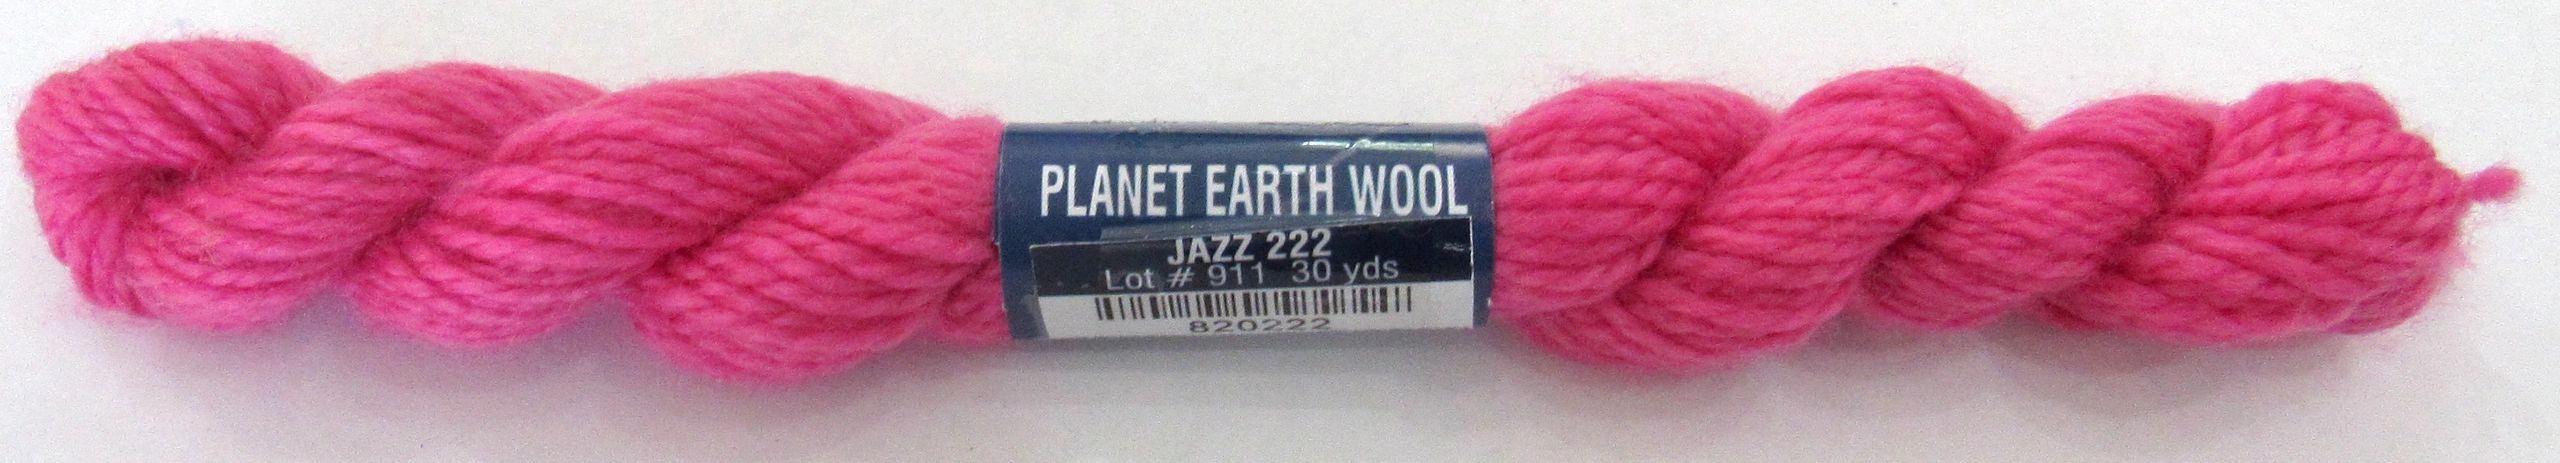 PLANET EARTH WOOL
JAZZ 222
Lot # 911 30 yds
820222